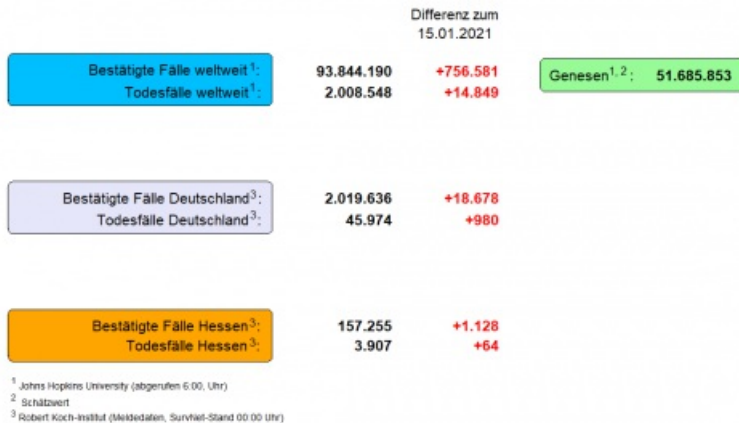 Differenz zum
15.01.2021
Bestätigte Fälle weltweit¹: 93.844.190 +756.581 Genesen¹,²: 51.685.853
Todesfälle weltweit¹: 2.008.548 +14.849
Bestätigte Fälle Deutschland³: 2.019.636 +18.678
Todesfälle Deutschland³: 45.974 +980
Bestätigte Fälle Hessen³: 157.255 +1.128
Todesfälle Hessen³: 3.907 +64
¹ Johns Hopkins University (abgerufen 6:00, Uhr)
² Schätzwert
³ Robert Koch-Institut (Meldedaten, SurvNet-Stand 00:00 Uhr)